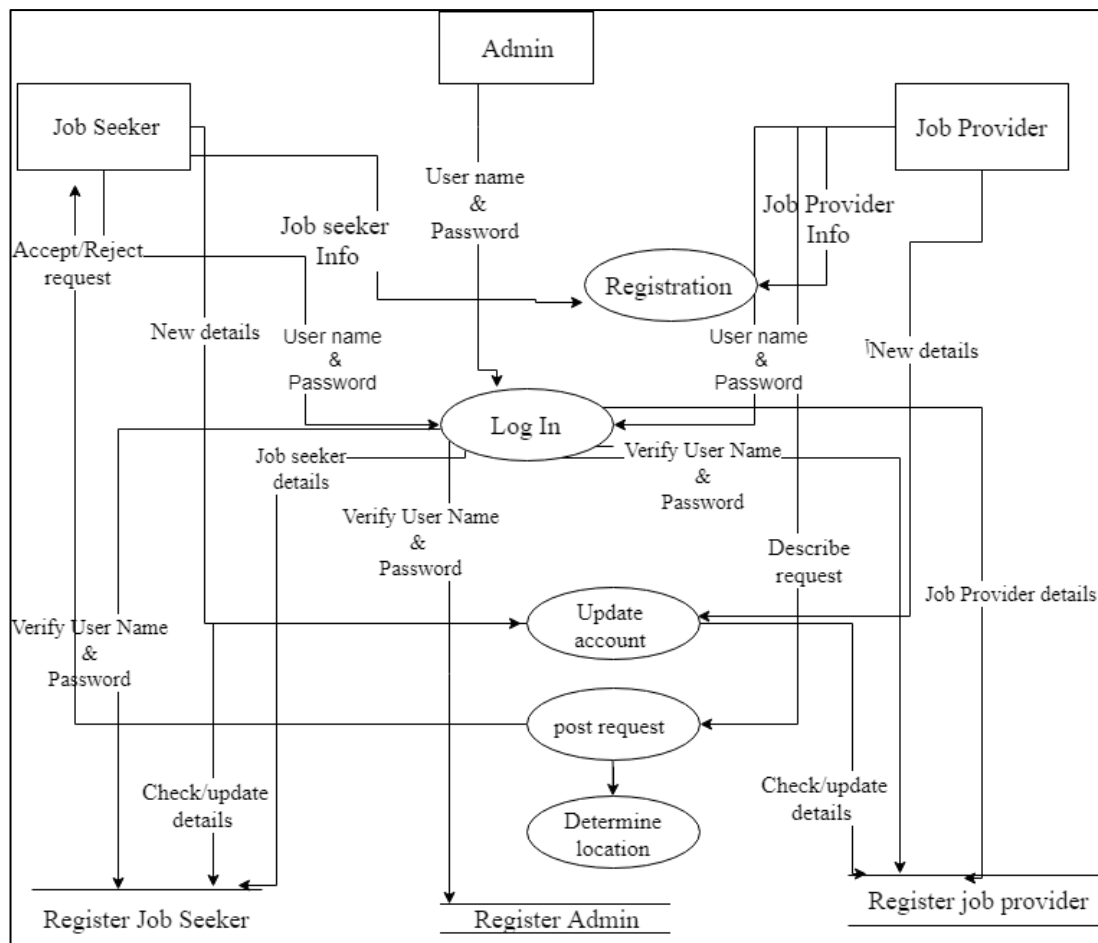 Admin
Job Seeker
Job Provider
User name
&
Password
Job seeker
Info
Job Provider
Info
Accept/Reject
request
Registration
New details
User name
&
Password
User name
&
Password
New details
Log In
Job seeker
details
Verify User Name
&
Password
Verify User Name
&
Password
Describe
request
Job Provider details
Update
account
Verify User Name
&
Password
post request
Check/update
details
Check/update
details
Determine
location
Register Job Seeker
Register Admin
Register job provider